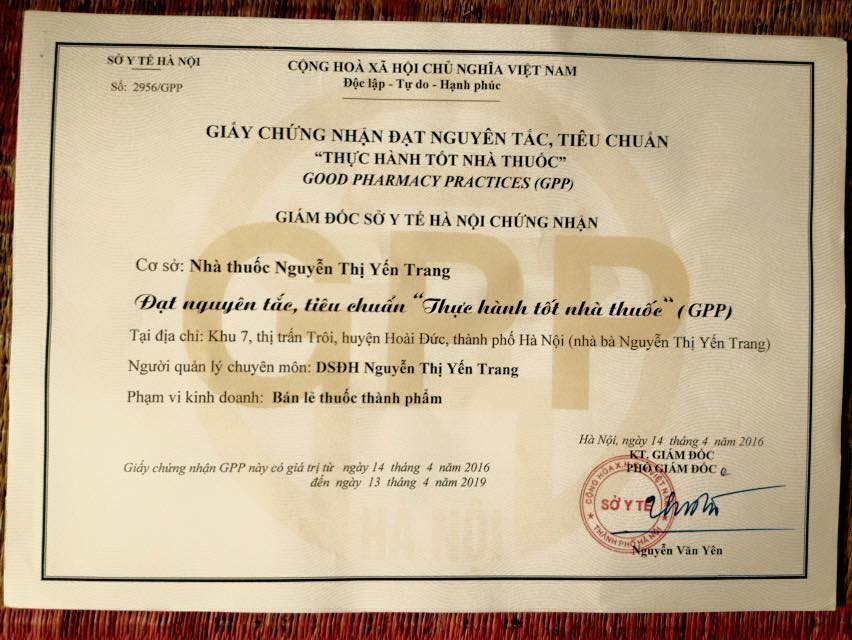 SỞ Y TẾ HÀ NỘI
Số: 2956/GPP
CỘNG HOÀ XÃ HỘI CHỦ NGHĨA VIỆT NAM
Độc lập - Tự do - Hạnh phúc
GIẤY CHỨNG NHẬN ĐẠT NGUYÊN TẮC, TIÊU CHUẨN
“THỰC HÀNH TỐT NHÀ THUỐC”
GOOD PHARMACY PRACTICES (GPP)
GIÁM ĐỐC SỞ Y TẾ HÀ NỘI CHỨNG NHẬN
GPP
Cơ sở: Nhà thuốc Nguyễn Thị Yến Trang
Đạt nguyên tắc, tiêu chuẩn “Thực hành tốt nhà thuốc“ (GPP)
Tại địa chỉ: Khu 7, thị trấn Trôi, huyện Hoài Đức, thành phố Hà Nội (nhà bà Nguyễn Thị Yến Trang)
Người quản lý chuyên môn: DSĐH Nguyễn Thị Yến Trang
Phạm vi kinh doanh: Bán lẻ thuốc thành phẩm
Giấy chứng nhận GPP này có giá trị từ ngày 14 tháng 4 năm 2016
đến ngày 13 tháng 4 năm 2019
Hà Nội, ngày 14 tháng 4 năm 2016
KT. GIÁM ĐỐC
PHÓ GIÁM ĐỐC
SỞ Y TẾ
THÀNH PHỐ HÀ NỘI
Nguyễn Văn Yên